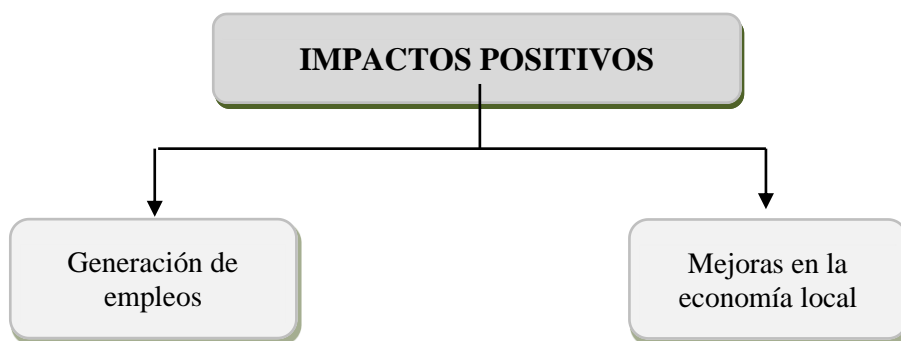 IMPACTOS POSITIVOS
Generación de
empleos
Mejoras en la
economía local